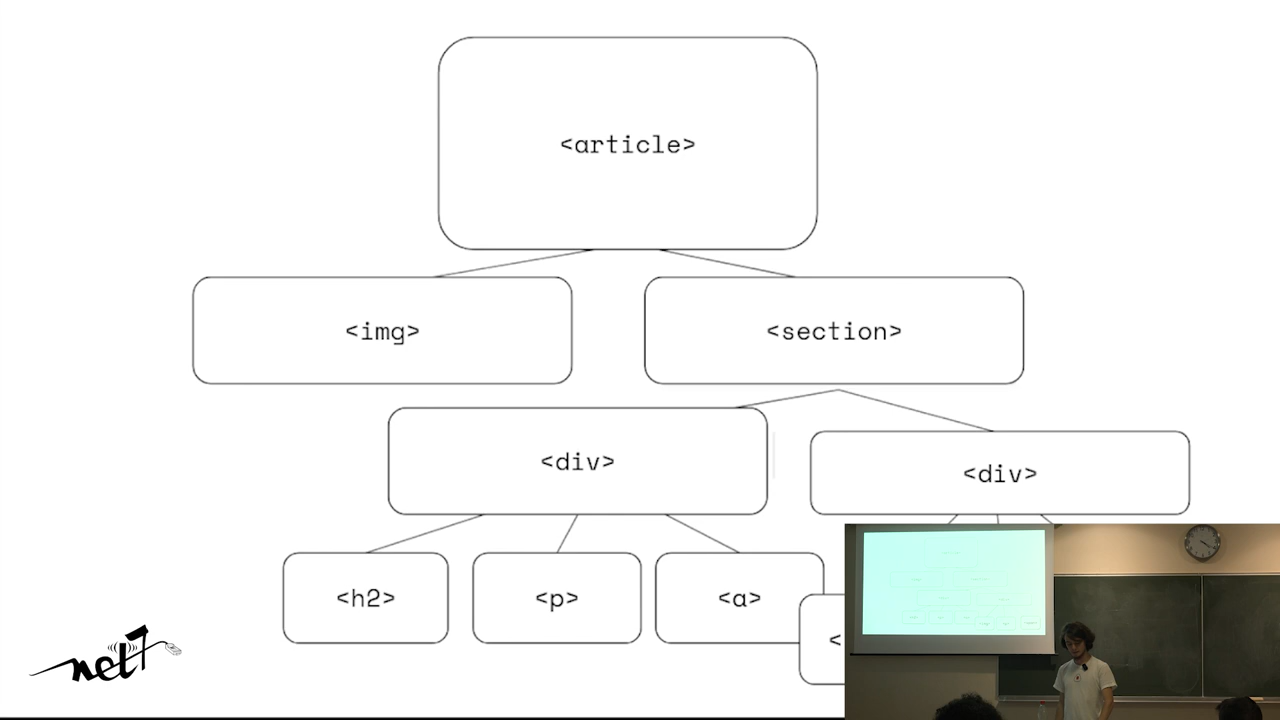 <article>
<img>
<section>
<div>
<div>
<h2>
<p>
<a>
<
net7